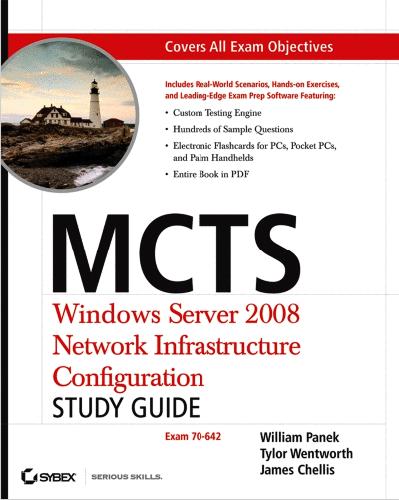 Covers All Exam Objectives
Includes Real-World Scenarios, Hands-on Exercises,
and Leading-Edge Exam Prep Software Featuring:
• Custom Testing Engine
• Hundreds of Sample Questions
• Electronic Flashcards for PCs, Pocket PCs,
and Palm Handhelds
• Entire Book in PDF
MCTS
Windows Server 2008
Network Infrastructure
Configuration
STUDY GUIDE
Exam 70-642
William Panek
Tylor Wentworth
James Chellis
SYBEX
SERIOUS SKILLS.